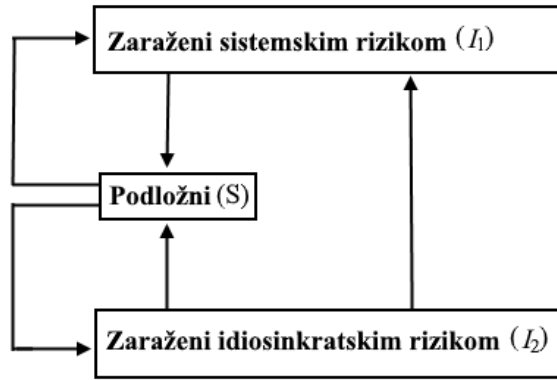 Zaraženi sistemskim rizikom (I₁)
Podložni (S)
Zaraženi idiosinkratskim rizikom (I₂)